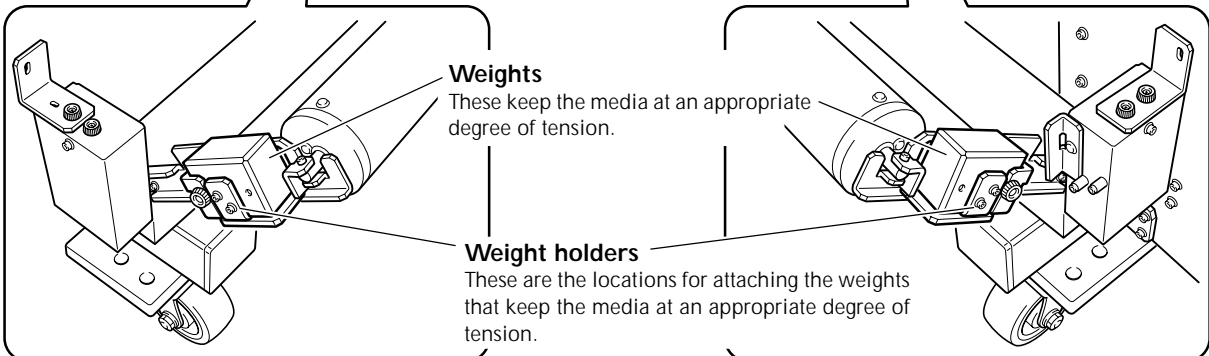 Weights
These keep the media at an appropriate
degree of tension.
Weight holders
These are the locations for attaching the weights
that keep the media at an appropriate degree of
tension.